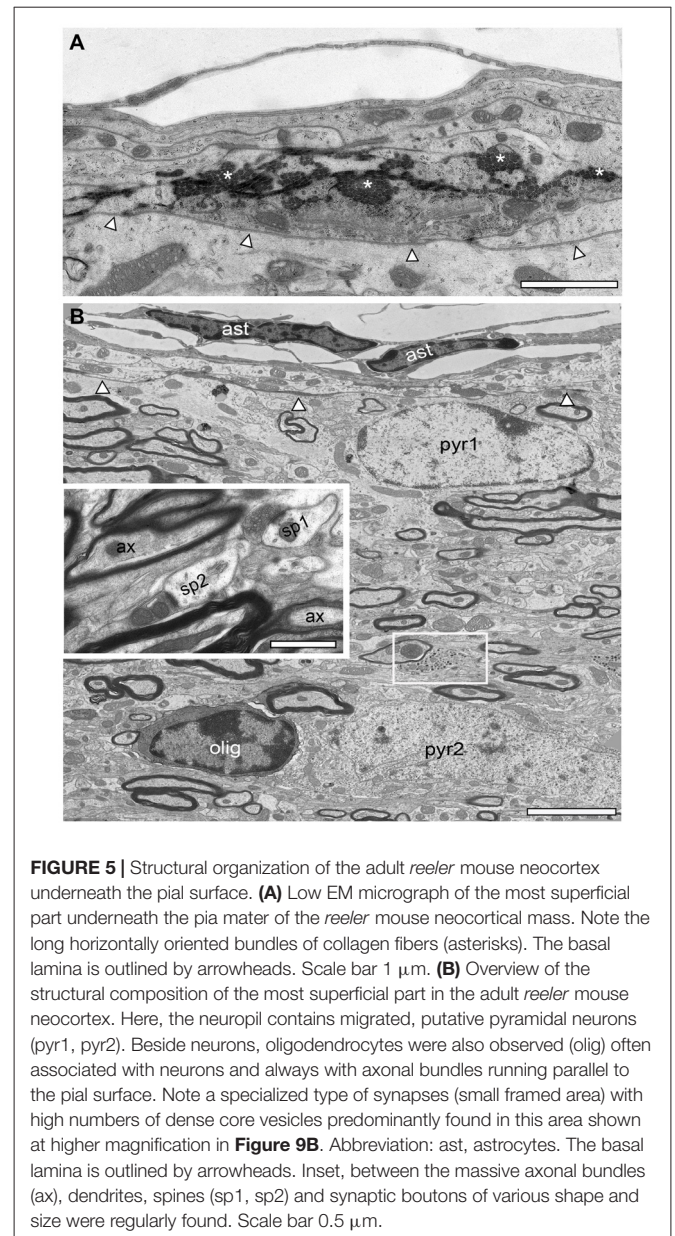 A
*
*
*
*
B
ast
ast
pyr1
sp1
ax
sp2
ax
olig
pyr2
FIGURE 5 | Structural organization of the adult reeler mouse neocortex
underneath the pial surface. (A) Low EM micrograph of the most superficial
part underneath the pia mater of the reeler mouse neocortical mass. Note the
long horizontally oriented bundles of collagen fibers (asterisks). The basal
lamina is outlined by arrowheads. Scale bar 1 μm. (B) Overview of the
structural composition of the most superficial part in the adult reeler mouse
neocortex. Here, the neuropil contains migrated, putative pyramidal neurons
(pyr1, pyr2). Beside neurons, oligodendrocytes were also observed (olig) often
associated with neurons and always with axonal bundles running parallel to
the pial surface. Note a specialized type of synapses (small framed area) with
high numbers of dense core vesicles predominantly found in this area shown
at higher magnification in Figure 9B. Abbreviation: ast, astrocytes. The basal
lamina is outlined by arrowheads. Inset, between the massive axonal bundles
(ax), dendrites, spines (sp1, sp2) and synaptic boutons of various shape and
size were regularly found. Scale bar 0.5 μm.